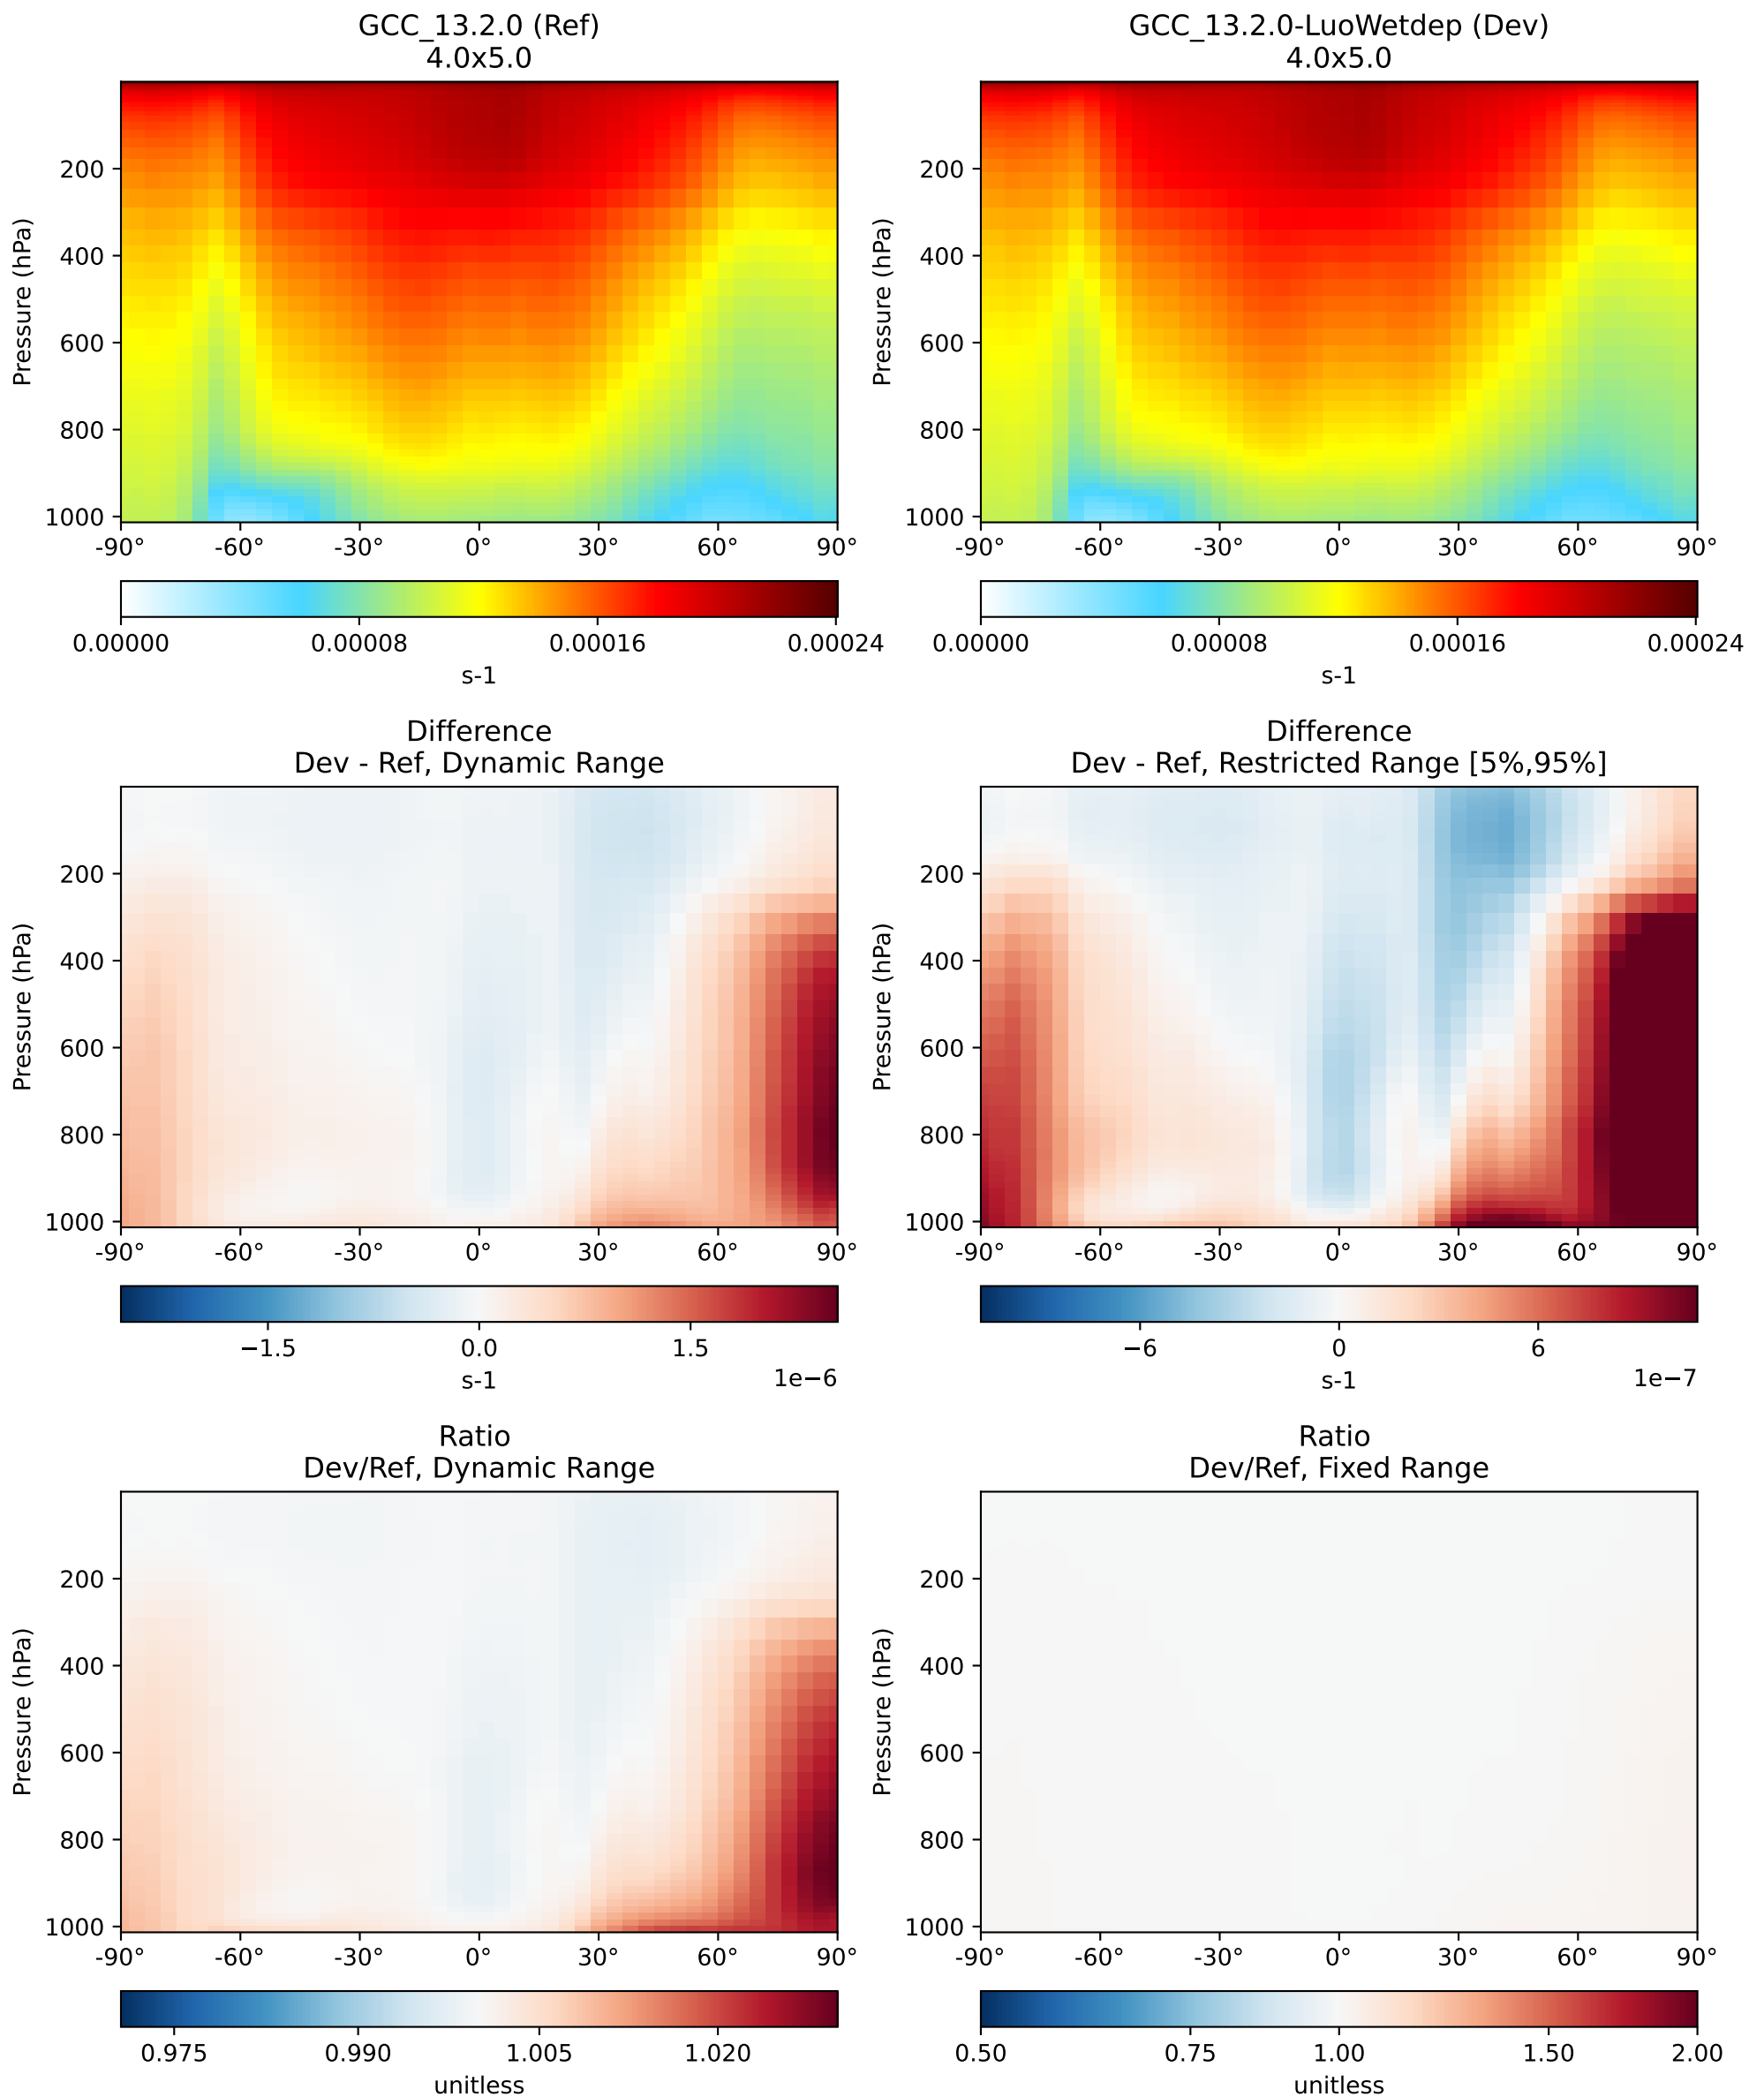 GCC_13.2.0 (Ref)
4.0x5.0
Pressure (hPa)
200
400
600
800
1000
-90° -60° -30° 0° 30° 60° 90°
0.00000 0.00008 0.00016 0.00024
s-1
GCC_13.2.0-LuoWetdep (Dev)
4.0x5.0
Pressure (hPa)
200
400
600
800
1000
-90° -60° -30° 0° 30° 60° 90°
0.00000 0.00008 0.00016 0.00024
s-1
Difference
Dev - Ref, Dynamic Range
Pressure (hPa)
200
400
600
800
1000
-90° -60° -30° 0° 30° 60° 90°
−1.5 0.0 1.5
s-1 1e−6
Difference
Dev - Ref, Restricted Range [5%,95%]
Pressure (hPa)
200
400
600
800
1000
-90° -60° -30° 0° 30° 60° 90°
−6 0 6
s-1 1e−7
Ratio
Dev/Ref, Dynamic Range
Pressure (hPa)
200
400
600
800
1000
-90° -60° -30° 0° 30° 60° 90°
0.975 0.990 1.005 1.020
unitless
Ratio
Dev/Ref, Fixed Range
Pressure (hPa)
200
400
600
800
1000
-90° -60° -30° 0° 30° 60° 90°
0.50 0.75 1.00 1.50 2.00
unitless